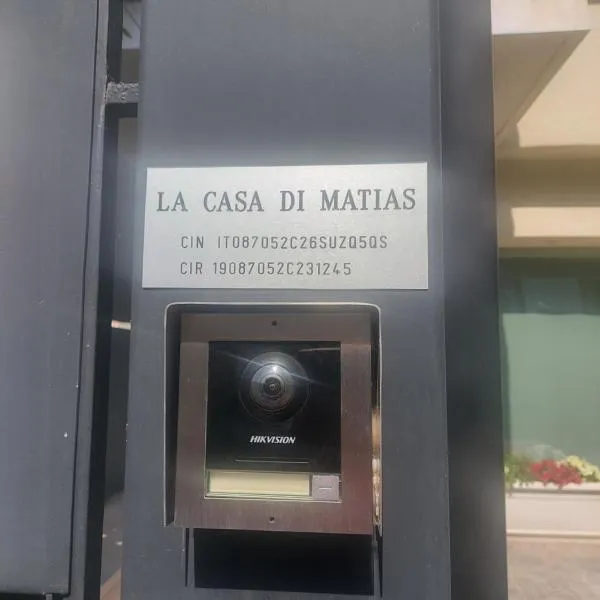 LA CASA DI MATIAS
CIN IT087052C26SUZQ5QS
CIR 19087052C231245
HIKVISION